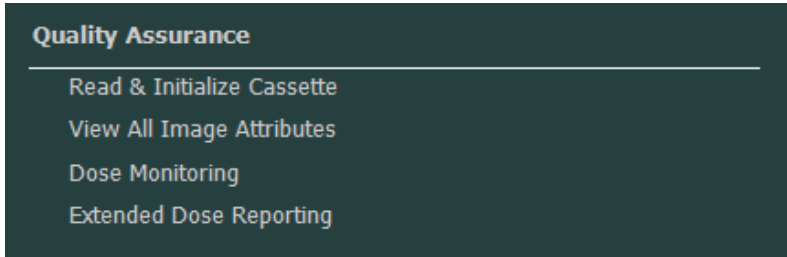 Quality Assurance
Read & Initialize Cassette
View All Image Attributes
Dose Monitoring
Extended Dose Reporting